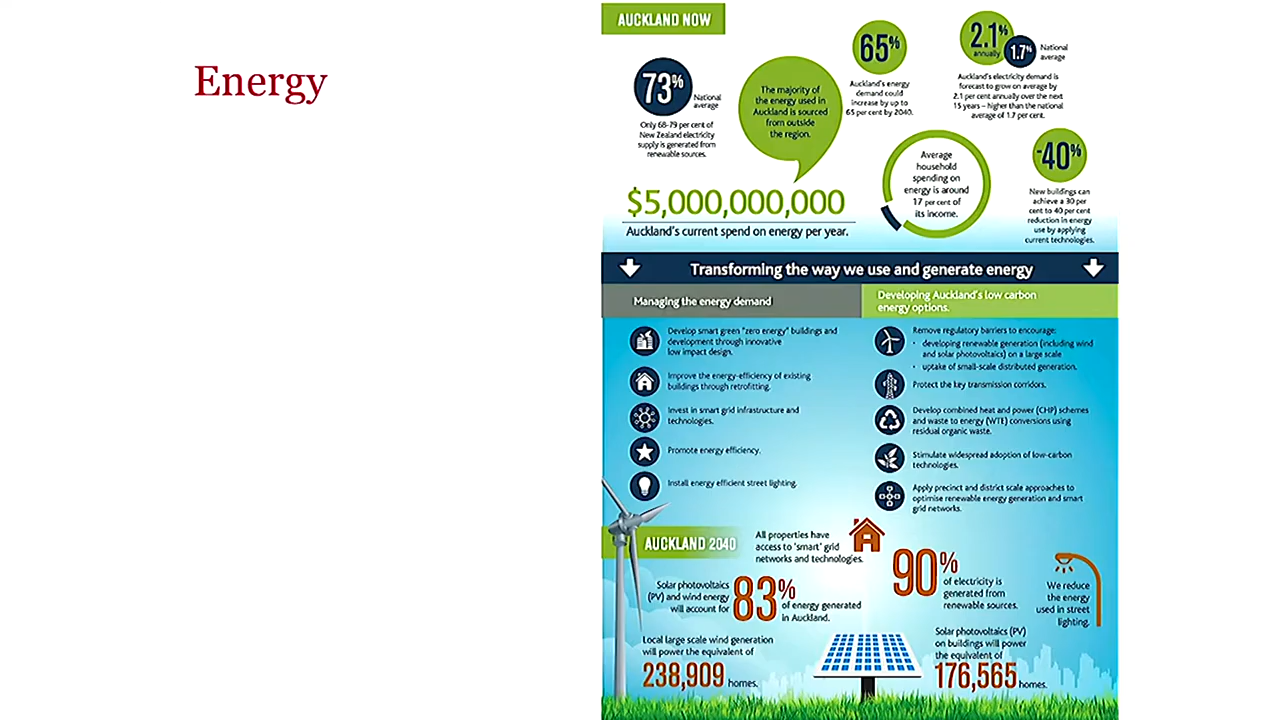 Energy
AUCKLAND NOW
73%
National
average
Only 68-79 per cent of
New Zealand electricity
supply is generated from
renewable sources.
The majority of
the energy used in
Auckland is sourced
from outside
the region.
65%
Auckland's energy
demand could
increase by up to
65 per cent by 2040.
2.1%
annually
1.7%
National
average
Auckland's electricity demand is
forecast to grow on average by
2.1 per cent annually over the next
15 years – higher than the national
average of 1.7 per cent.
$5,000,000,000
Auckland's current spend on energy per year.
Average
household
spending on
energy is around
17 per cent of
its income.
-40%
New buildings can
achieve a 30 per
cent to 40 per cent
reduction in energy
use by applying
current technologies.
Transforming the way we use and generate energy
Managing the energy demand
Develop smart green "zero energy" buildings and
development through innovative
low impact design.
Improve the energy-efficiency of existing
buildings through retrofitting.
Invest in smart grid infrastructure and
technologies.
Promote energy efficiency.
Install energy efficient street lighting.
Developing Auckland's low carbon
energy options.
Remove regulatory barriers to encourage:
· developing renewable generation (including wind
and solar photovoltaics) on a large scale
· uptake of small-scale distributed generation.
Protect the key transmission corridors.
Develop combined heat and power (CHP) schemes
and waste to energy (WTE) conversions using
residual organic waste.
Stimulate widespread adoption of low-carbon
technologies.
Apply precinct and district scale approaches to
optimise renewable energy generation and smart
grid networks.
AUCKLAND 2040
All properties have
access to 'smart' grid
networks and technologies.
Solar photovoltaics
(PV) and wind energy
will account for
83%
of energy generated
in Auckland.
90%
of electricity is
generated from
renewable sources.
We reduce
the energy
used in street
lighting.
Local large scale wind generation
will power the equivalent of
238,909 homes.
Solar photovoltaics (PV)
on buildings will power
the equivalent of
176,565 homes.